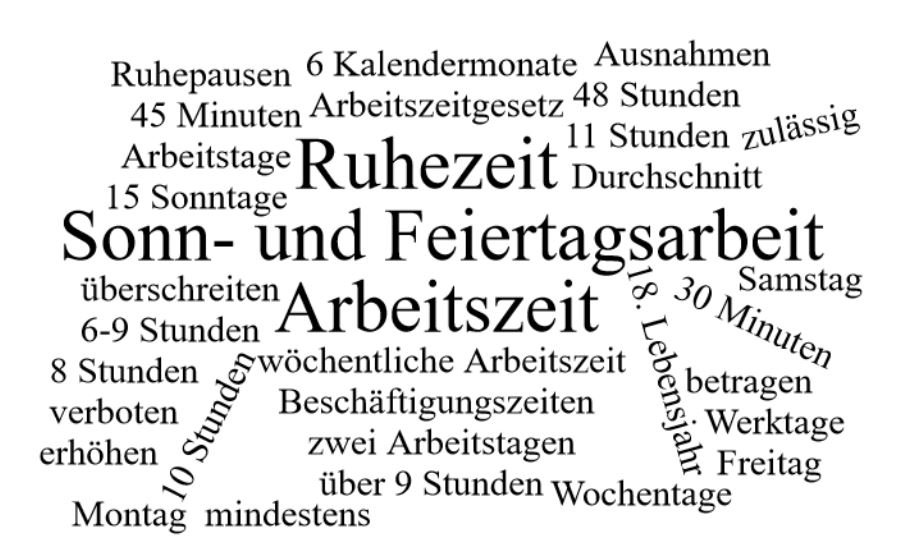 Ruhepausen 6 Kalendermonate Ausnahmen
45 Minuten Arbeitszeitgesetz 48 Stunden
11 Stunden zulässig
Arbeitstage Ruhezeit Durchschnitt
15 Sonntage
Sonn- und Feiertagsarbeit
überschreiten Arbeitszeit 18. Lebensjahr 30 Minuten Samstag
6-9 Stunden
8 Stunden 10 Stunden wöchentliche Arbeitszeit betragen
verboten Beschäftigungszeiten Werktage
erhöhen zwei Arbeitstagen Freitag
über 9 Stunden Wochentage
Montag mindestens